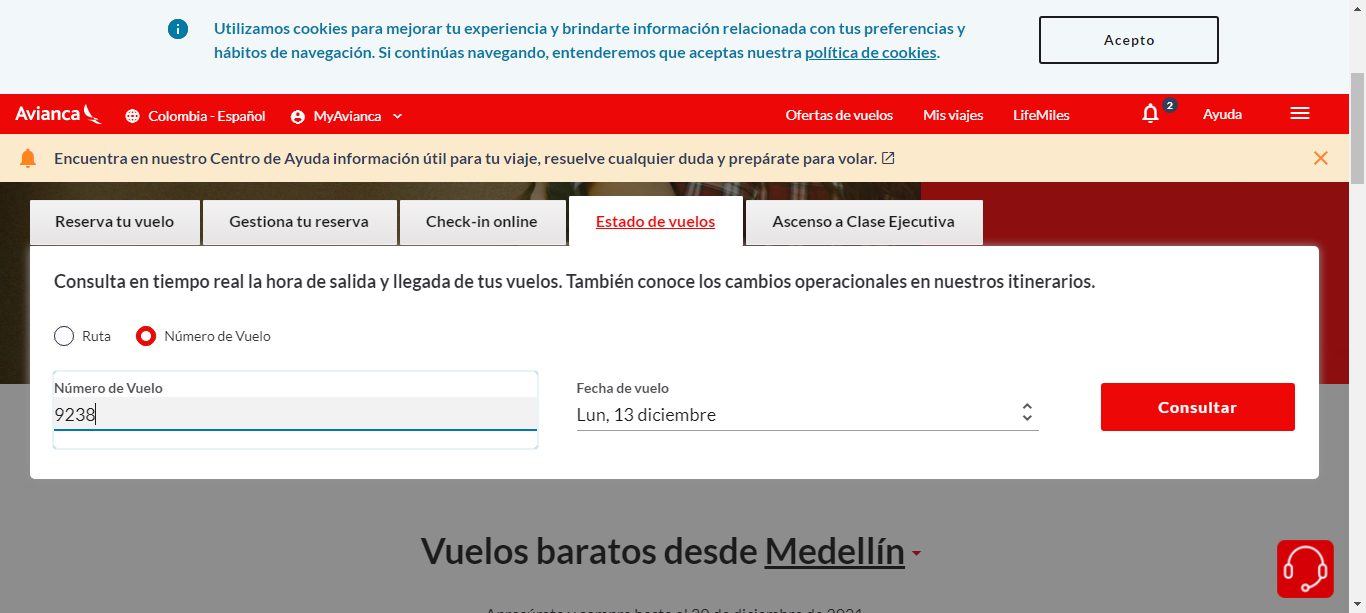 Utilizamos cookies para mejorar tu experiencia y brindarte información relacionada con tus preferencias y
hábitos de navegación. Si continúas navegando, entenderemos que aceptas nuestra política de cookies.
Acepto
Avianca
Colombia - Español
MyAvianca
Ofertas de vuelos
Mis viajes
LifeMiles
2
Ayuda
Encuentra en nuestro Centro de Ayuda información útil para tu viaje, resuelve cualquier duda y prepárate para volar.
Reserva tu vuelo
Gestiona tu reserva
Check-in online
Estado de vuelos
Ascenso a Clase Ejecutiva
Consulta en tiempo real la hora de salida y llegada de tus vuelos. También conoce los cambios operacionales en nuestros itinerarios.
Ruta
Número de Vuelo
Número de Vuelo
9238
Fecha de vuelo
Lun, 13 diciembre
Consultar
Vuelos baratos desde Medellín